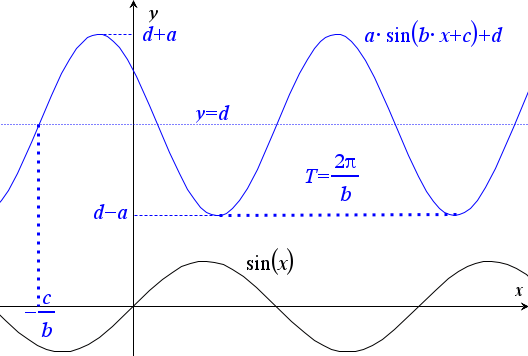 y
d+a
a· sin(b· x+c)+d
y=d
T=2π/b
d−a
sin(x)
x
−c/b